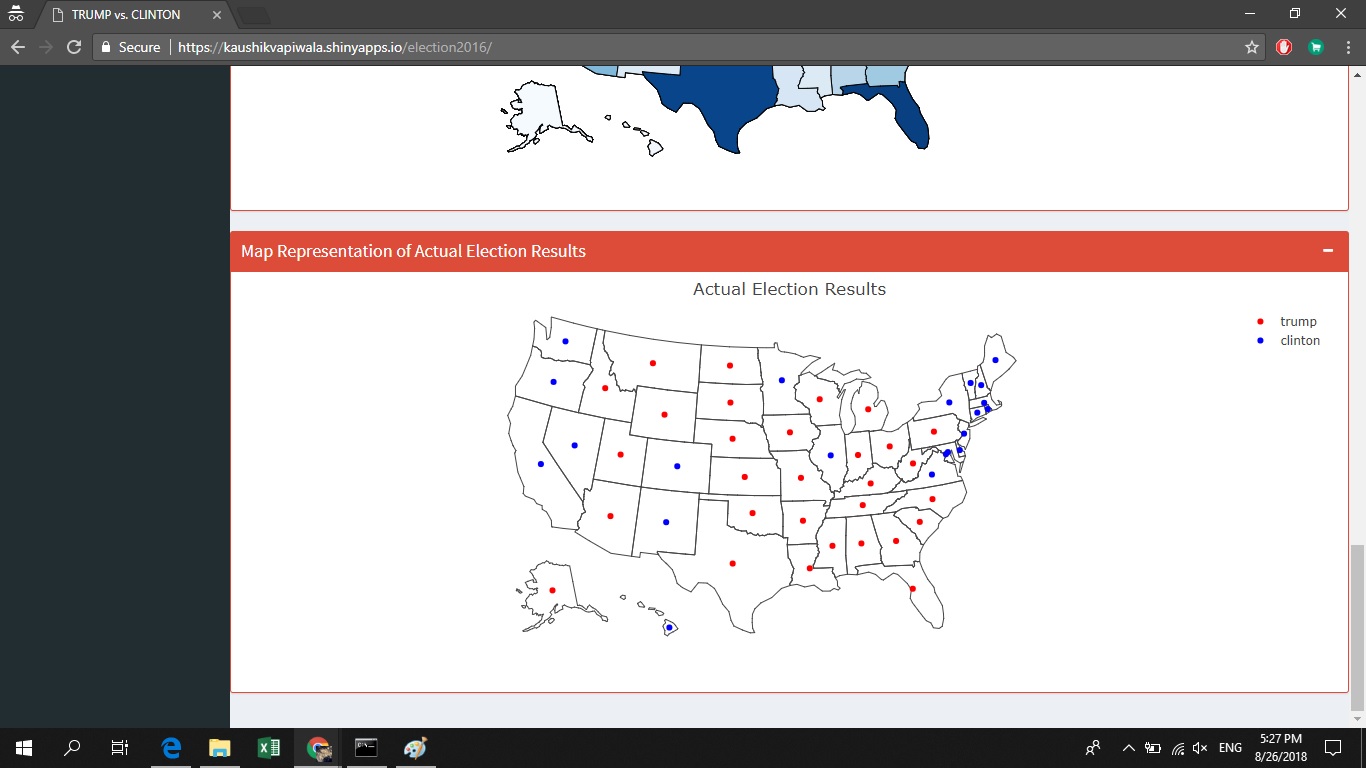 TRUMP vs. CLINTON
Secure https://kaushikvapiwala.shinyapps.io/election2016/
Map Representation of Actual Election Results
Actual Election Results
trump
clinton
ENG
5:27 PM
8/26/2018